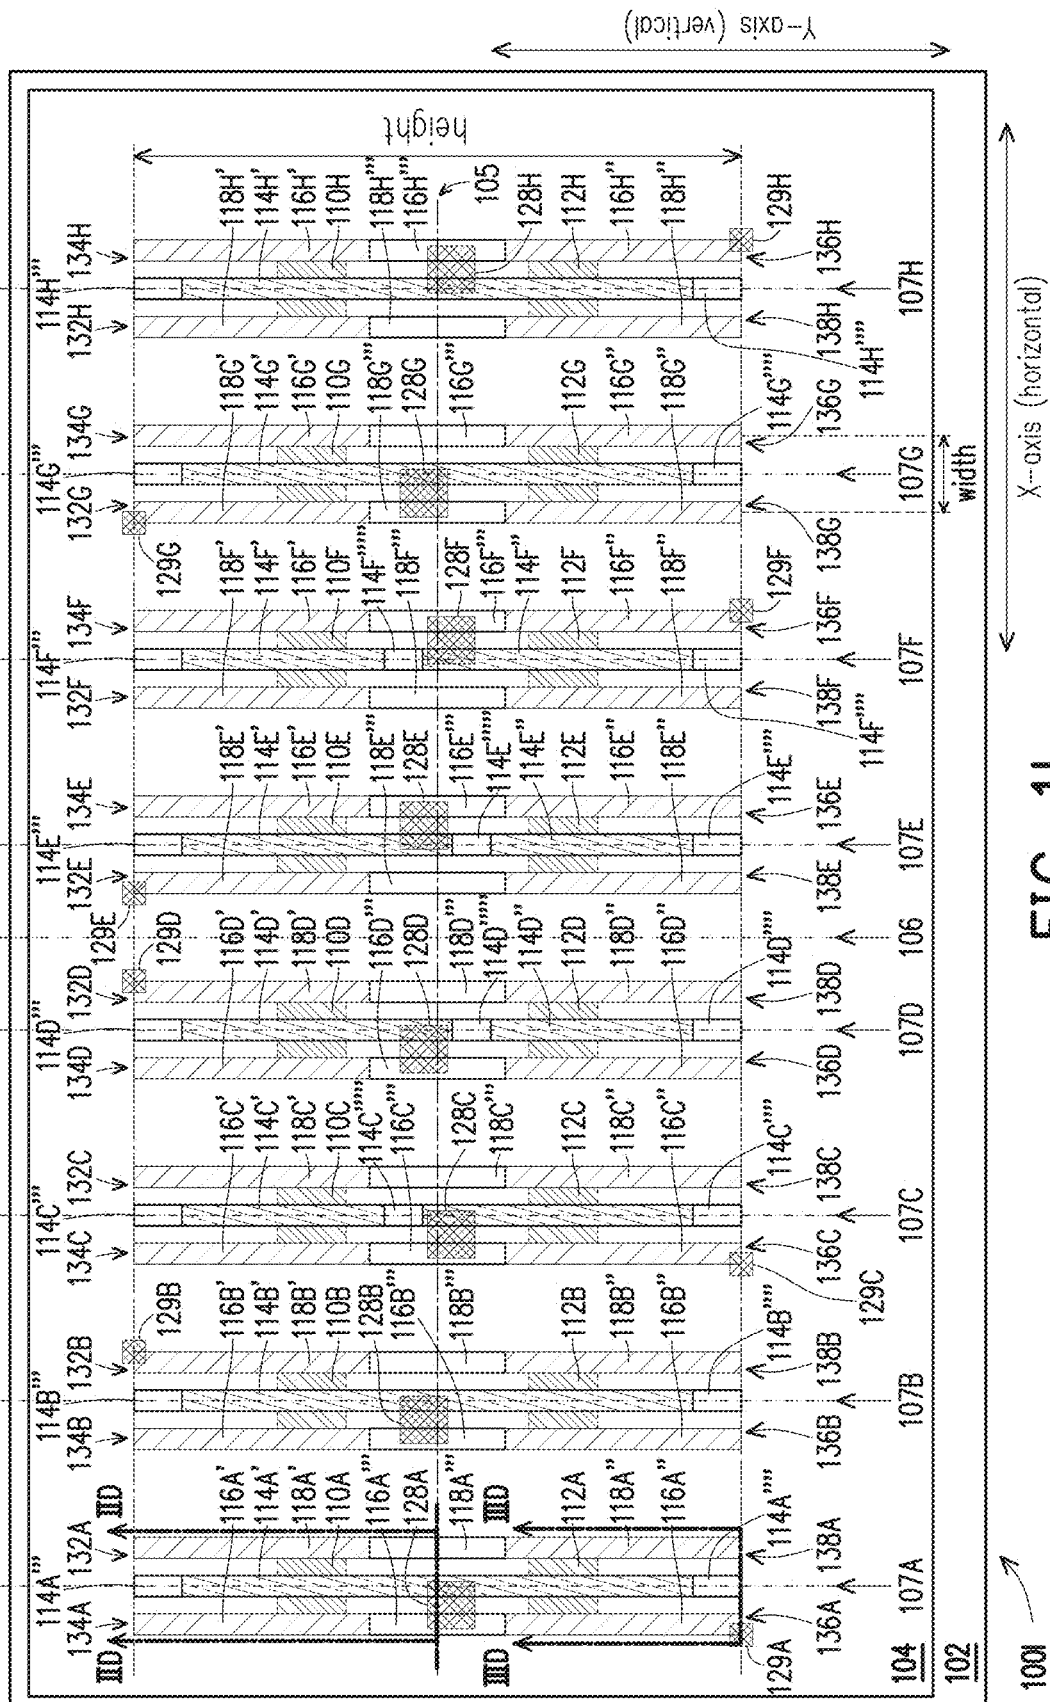 114A''' 114B''' 114C''' 114D''' 114E''' 114F''' 114G''' 114H'''
134A 132A 134B 132B 134C 132C 134D 132D 132E 134E 132F 134F 132G 134G 132H 134H
IID IID 129B 129D 129E 129G
116A' 116B' 116C' 116D' 118E' 118F' 118G' 118H'
114A' 114B' 114C' 114D' 114E' 114F' 114G' 114H'
118A' 118B' 118C' 118D' 116E' 116F' 116G' 116H'
110A 110B 110C 110D 110E 110F 110G 110H
116A''' 128B 114C''''' 116D''' 118E''' 114F''''' 118G''' 118H'''
128A 116B''' 116C''' 128D 128E 118F''' 128G 116H'''
118A''' 118B''' 128C 118D''' 116E''' 128F 116G''' 105
118C''' 114D''''' 114E''''' 116F''' 128H
IIID IIID 114D'' 114E'' 114F''
112A 112B 112C 112D 112E 112F 112G 112H
118A'' 118B'' 118C'' 118D'' 116E'' 116F'' 116G'' 116H''
116A'' 116B'' 116C'' 116D'' 118E'' 118F'' 118G'' 118H''
114A'''' 114B'''' 114C'''' 114D'''' 114E'''' 129F 114G'''' 129H
129A 136A 138A 136B 138B 136C 138C 136D 138D 138E 136E 138F 136F 138G 136G 138H 136H
129C 114F'''' 114H''''
107A 107B 107C 107D 106 107E 107F 107G 107H
height
width
104
102
100I
X-axis (horizontal)
Y-axis (vertical)
FIG. 1I